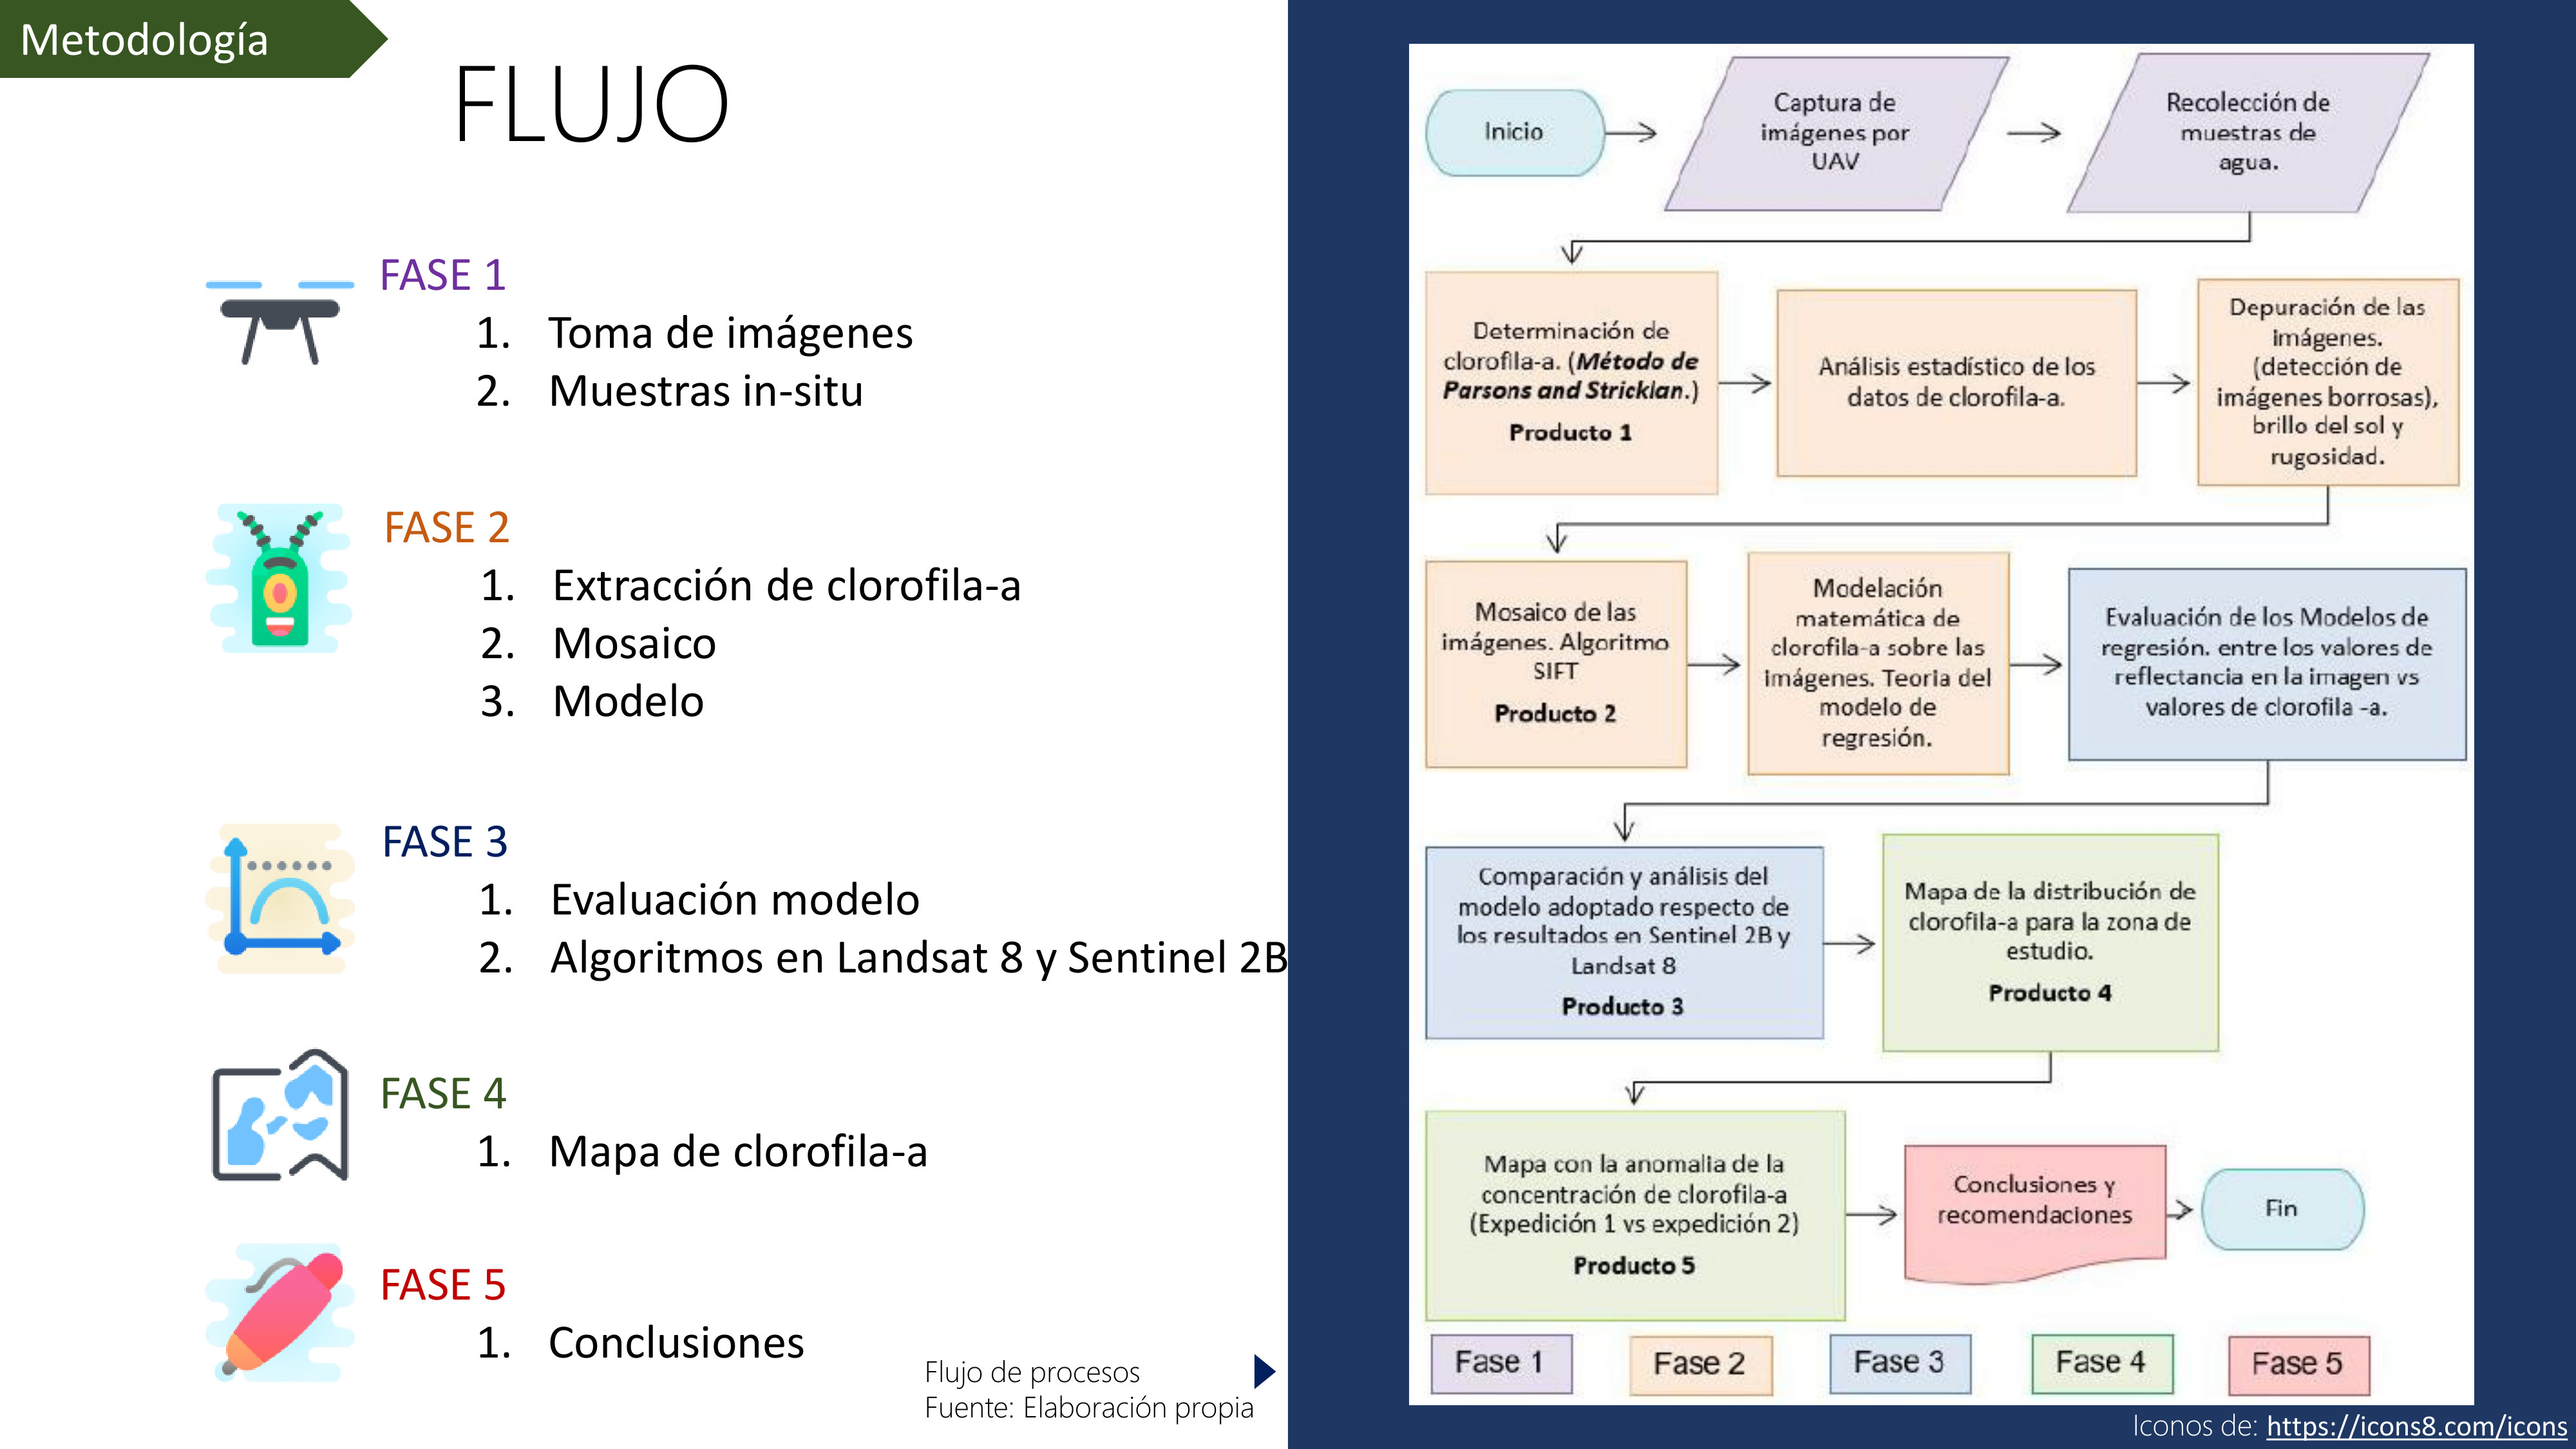 Metodología
FLUJO
FASE 1
1. Toma de imágenes
2. Muestras in-situ
FASE 2
1. Extracción de clorofila-a
2. Mosaico
3. Modelo
FASE 3
1. Evaluación modelo
2. Algoritmos en Landsat 8 y Sentinel 2B
FASE 4
1. Mapa de clorofila-a
FASE 5
1. Conclusiones
Flujo de procesos
Fuente: Elaboración propia
Inicio
Captura de
imágenes por
UAV
Recolección de
muestras de
agua.
Determinación de
clorofila-a. (Método de
Parsons and Stricklan.)
Producto 1
Análisis estadístico de los
datos de clorofila-a.
Depuración de las
imágenes.
(detección de
imágenes borrosas),
brillo del sol y
rugosidad.
Mosaico de las
imágenes. Algoritmo
SIFT
Producto 2
Modelación
matemática de
clorofila-a sobre las
imágenes. Teoria del
modelo de
regresión.
Evaluación de los Modelos de
regresión. entre los valores de
reflectancia en la imagen vs
valores de clorofila -a.
Comparación y análisis del
modelo adoptado respecto de
los resultados en Sentinel 2B y
Landsat 8
Producto 3
Mapa de la distribución de
clorofila-a para la zona de
estudio.
Producto 4
Mapa con la anomalia de la
concentración de clorofila-a
(Expedición 1 vs expedición 2)
Producto 5
Conclusiones y
recomendaciones
Fin
Fase 1
Fase 2
Fase 3
Fase 4
Fase 5
Iconos de: https://icons8.com/icons